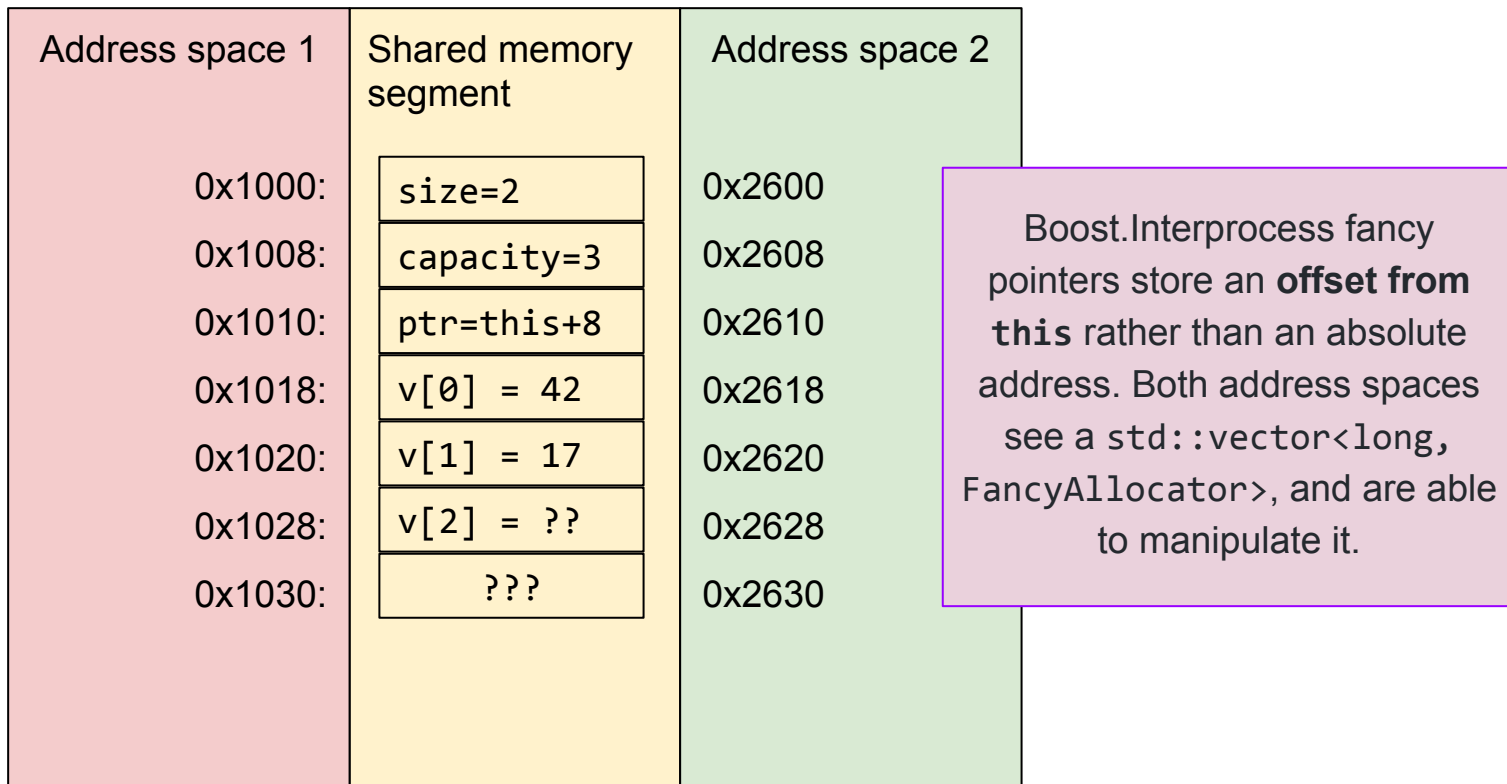 Address space 1
Shared memory
segment
Address space 2
0x1000:
size=2
0x2600
0x1008:
capacity=3
0x2608
0x1010:
ptr=this+8
0x2610
0x1018:
v[0] = 42
0x2618
0x1020:
v[1] = 17
0x2620
0x1028:
v[2] = ??
0x2628
0x1030:
???
0x2630
Boost.Interprocess fancy
pointers store an offset from
this rather than an absolute
address. Both address spaces
see a std::vector<long,
FancyAllocator>, and are able
to manipulate it.